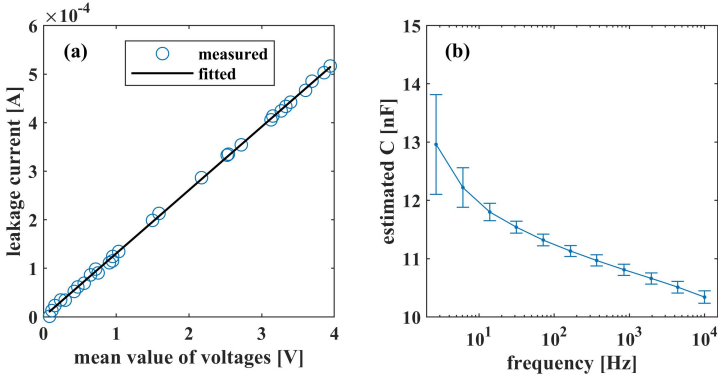 ×10⁻⁴
(a)
measured
fitted
6
5
4
3
2
1
0
0 1 2 3 4
leakage current [A]
mean value of voltages [V]
(b)
15
14
13
12
11
10
10¹ 10² 10³ 10⁴
estimated C [nF]
frequency [Hz]